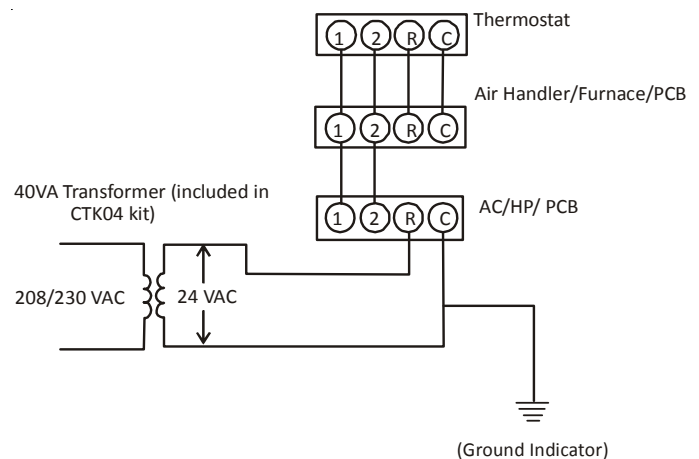 Thermostat
1 2 R C
Air Handler/Furnace/PCB
1 2 R C
40VA Transformer (included in
CTK04 kit)
AC/HP/ PCB
1 2 R C
208/230 VAC
24 VAC
(Ground Indicator)